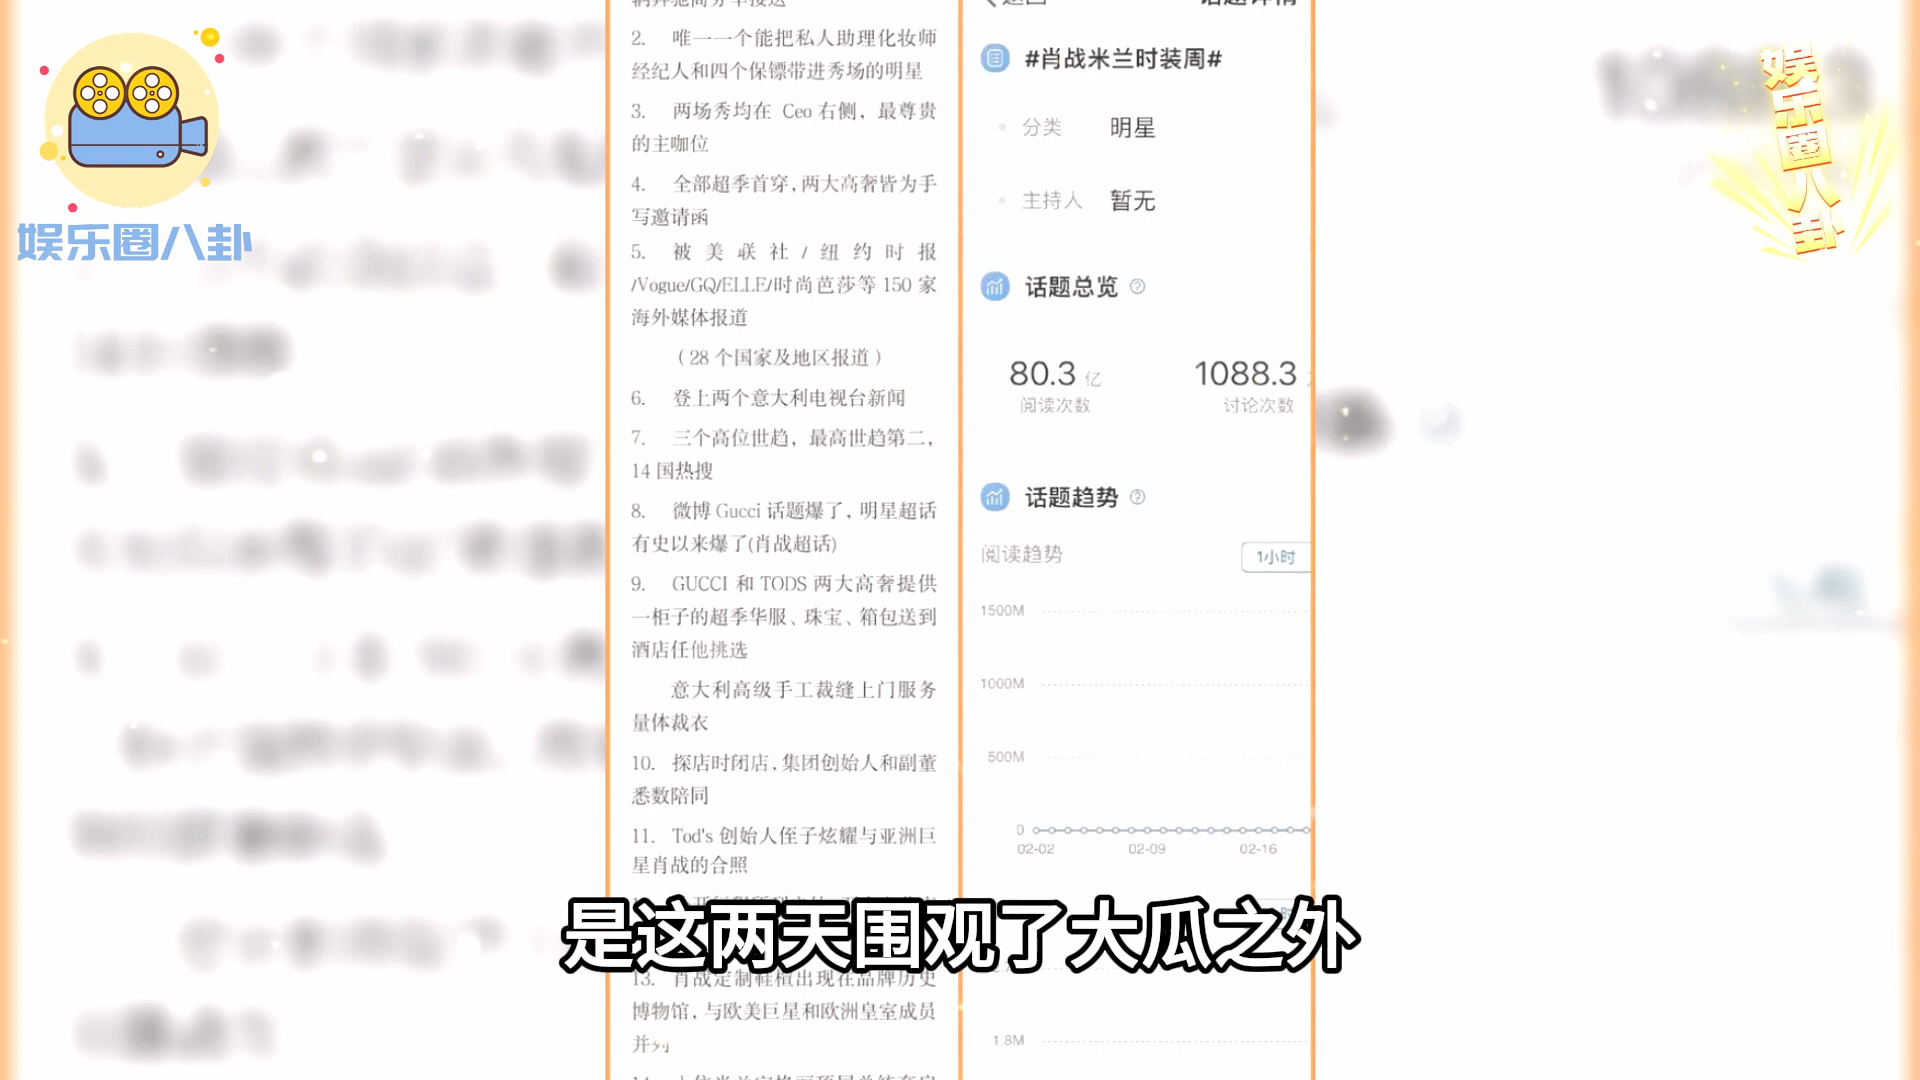 娱乐圈八卦
2. 唯一一个能把私人助理化妆师
经纪人和四个保镖带进秀场的明星
3. 两场秀均在 Ceo 右侧，最尊贵
的主咖位
4. 全部超季首穿，两大高奢皆为手
写邀请函
5. 被美联社/纽约时报
/Vogue/GQ/ELLE/时尚芭莎等 150 家
海外媒体报道
（28 个国家及地区报道）
6. 登上两个意大利电视台新闻
7. 三个高位世趋，最高世趋第二，
14 国热搜
8. 微博 Gucci 话题爆了，明星超话
有史以来爆了(肖战超话)
9. GUCCI 和 TODS 两大高奢提供
一柜子的超季华服、珠宝、箱包送到
酒店任他挑选
意大利高级手工裁缝上门服务
量体裁衣
10. 探店时闭店，集团创始人和副董
悉数陪同
11. Tod's 创始人侄子炫耀与亚洲巨
星肖战的合照
13. 肖战定制鞋楦出现在品牌历史
博物馆，与欧美巨星和欧洲皇室成员
并列
#肖战米兰时装周#
分类 明星
主持人 暂无
话题总览
80.3 亿 1088.3
阅读次数 讨论次数
话题趋势
阅读趋势 1小时
1500M
1000M
500M
0
02-02 02-09 02-16
1.8M
娱乐圈八卦
是这两天围观了大瓜之外